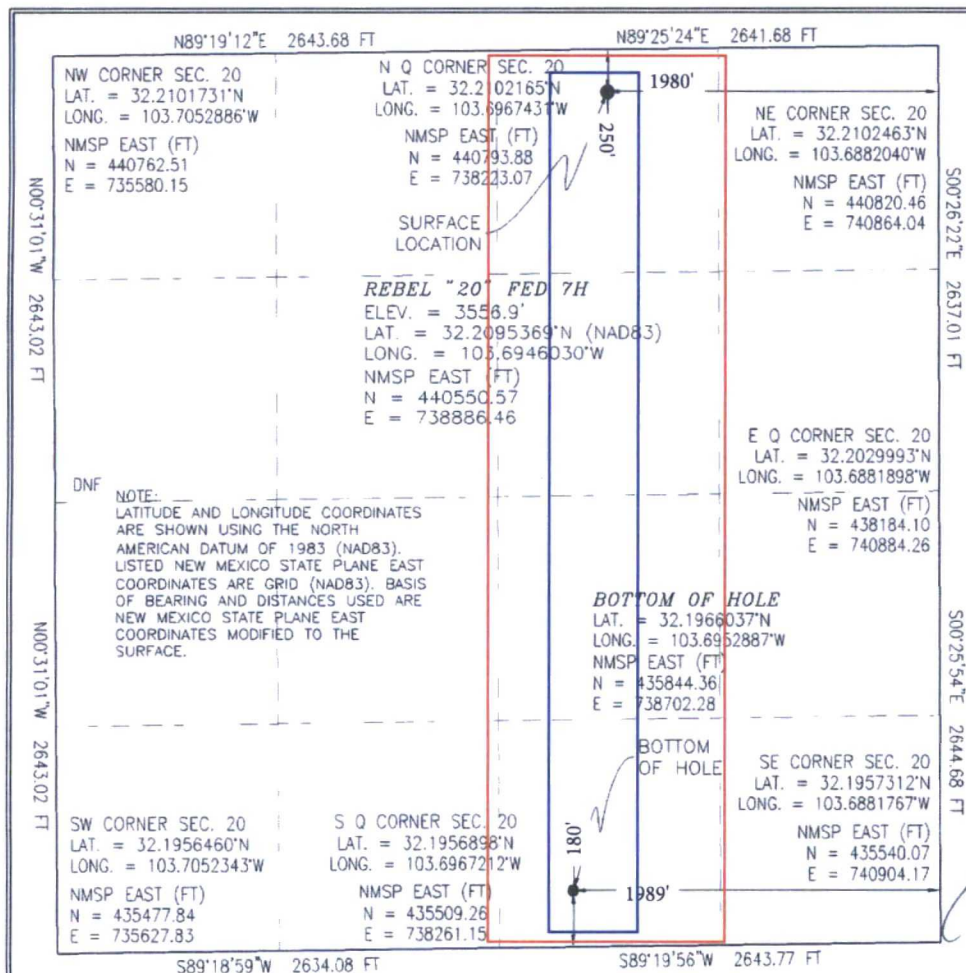 N89°19'12"E 2643.68 FT
N89°25'24"E 2641.68 FT
NW CORNER SEC. 20
LAT. = 32.2101731°N
LONG. = 103.7052886°W
NMSP EAST (FT)
N = 440762.51
E = 735580.15
N Q CORNER SEC. 20
LAT. = 32.2102165°N
LONG. = 103.6967431°W
NMSP EAST (FT)
N = 440793.88
E = 738223.07
1980'
250'
NE CORNER SEC. 20
LAT. = 32.2102463°N
LONG. = 103.6882040°W
NMSP EAST (FT)
N = 440820.46
E = 740864.04
SURFACE
LOCATION
N00°31'01"W 2643.02 FT
S00°26'22"E 2637.01 FT
REBEL "20" FED 7H
ELEV. = 3556.9'
LAT. = 32.2095369°N (NAD83)
LONG. = 103.6946030°W
NMSP EAST (FT)
N = 440550.57
E = 738886.46
E Q CORNER SEC. 20
LAT. = 32.2029993°N
LONG. = 103.6881898°W
NMSP EAST (FT)
N = 438184.10
E = 740884.26
DNF
NOTE:
LATITUDE AND LONGITUDE COORDINATES
ARE SHOWN USING THE NORTH
AMERICAN DATUM OF 1983 (NAD83).
LISTED NEW MEXICO STATE PLANE EAST
COORDINATES ARE GRID (NAD83). BASIS
OF BEARING AND DISTANCES USED ARE
NEW MEXICO STATE PLANE EAST
COORDINATES MODIFIED TO THE
SURFACE.
BOTTOM OF HOLE
LAT. = 32.1966037°N
LONG. = 103.6952887°W
NMSP EAST (FT)
N = 435844.36
E = 738702.28
N00°31'01"W 2643.02 FT
S00°25'54"E 2644.68 FT
BOTTOM
OF HOLE
SW CORNER SEC. 20
LAT. = 32.1956460°N
LONG. = 103.7052343°W
NMSP EAST (FT)
N = 435477.84
E = 735627.83
S Q CORNER SEC. 20
LAT. = 32.1956898°N
LONG. = 103.6967212°W
NMSP EAST (FT)
N = 435509.26
E = 738261.15
180'
1989'
SE CORNER SEC. 20
LAT. = 32.1957312°N
LONG. = 103.6881767°W
NMSP EAST (FT)
N = 435540.07
E = 740904.17
S89°18'59"W 2634.08 FT
S89°19'56"W 2643.77 FT